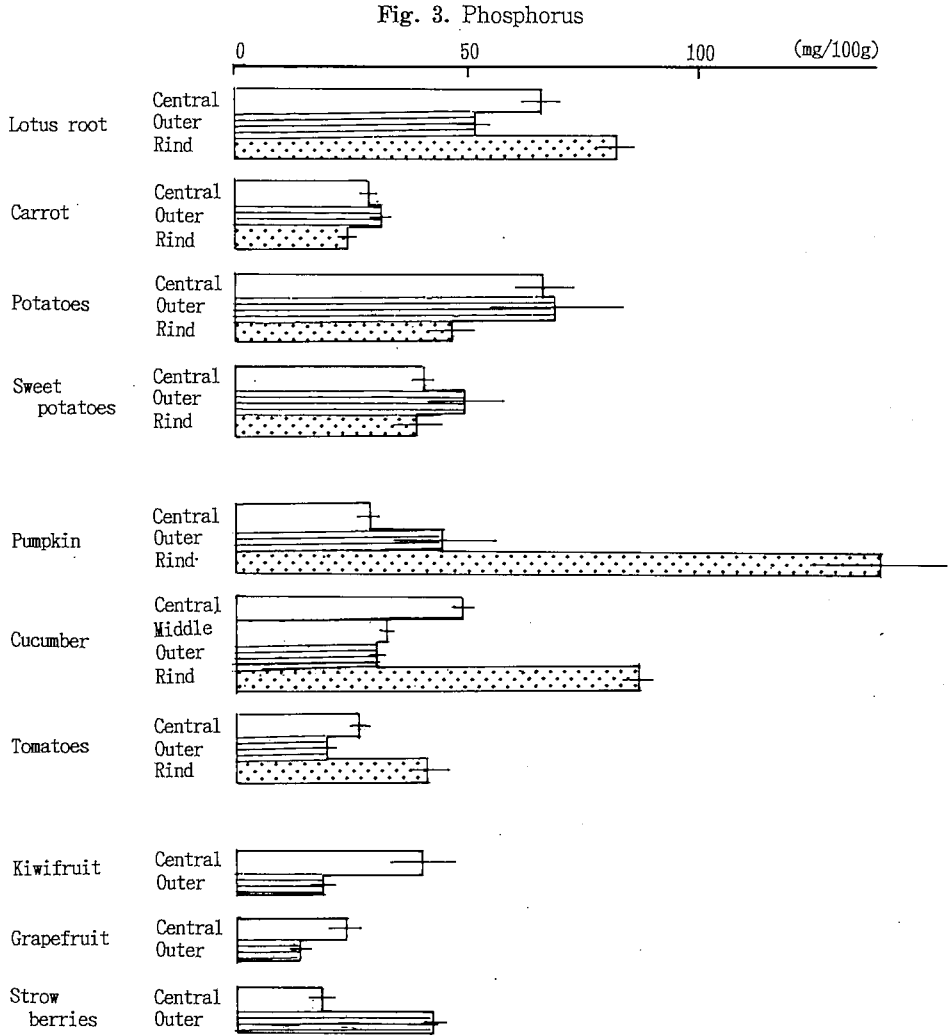 Fig. 3. Phosphorus
0 50 100 (mg/100g)
Lotus root
Central
Outer
Rind
Carrot
Central
Outer
Rind
Potatoes
Central
Outer
Rind
Sweet
potatoes
Central
Outer
Rind
Pumpkin
Central
Outer
Rind
Cucumber
Central
Middle
Outer
Rind
Tomatoes
Central
Outer
Rind
Kiwifruit
Central
Outer
Grapefruit
Central
Outer
Strow
berries
Central
Outer